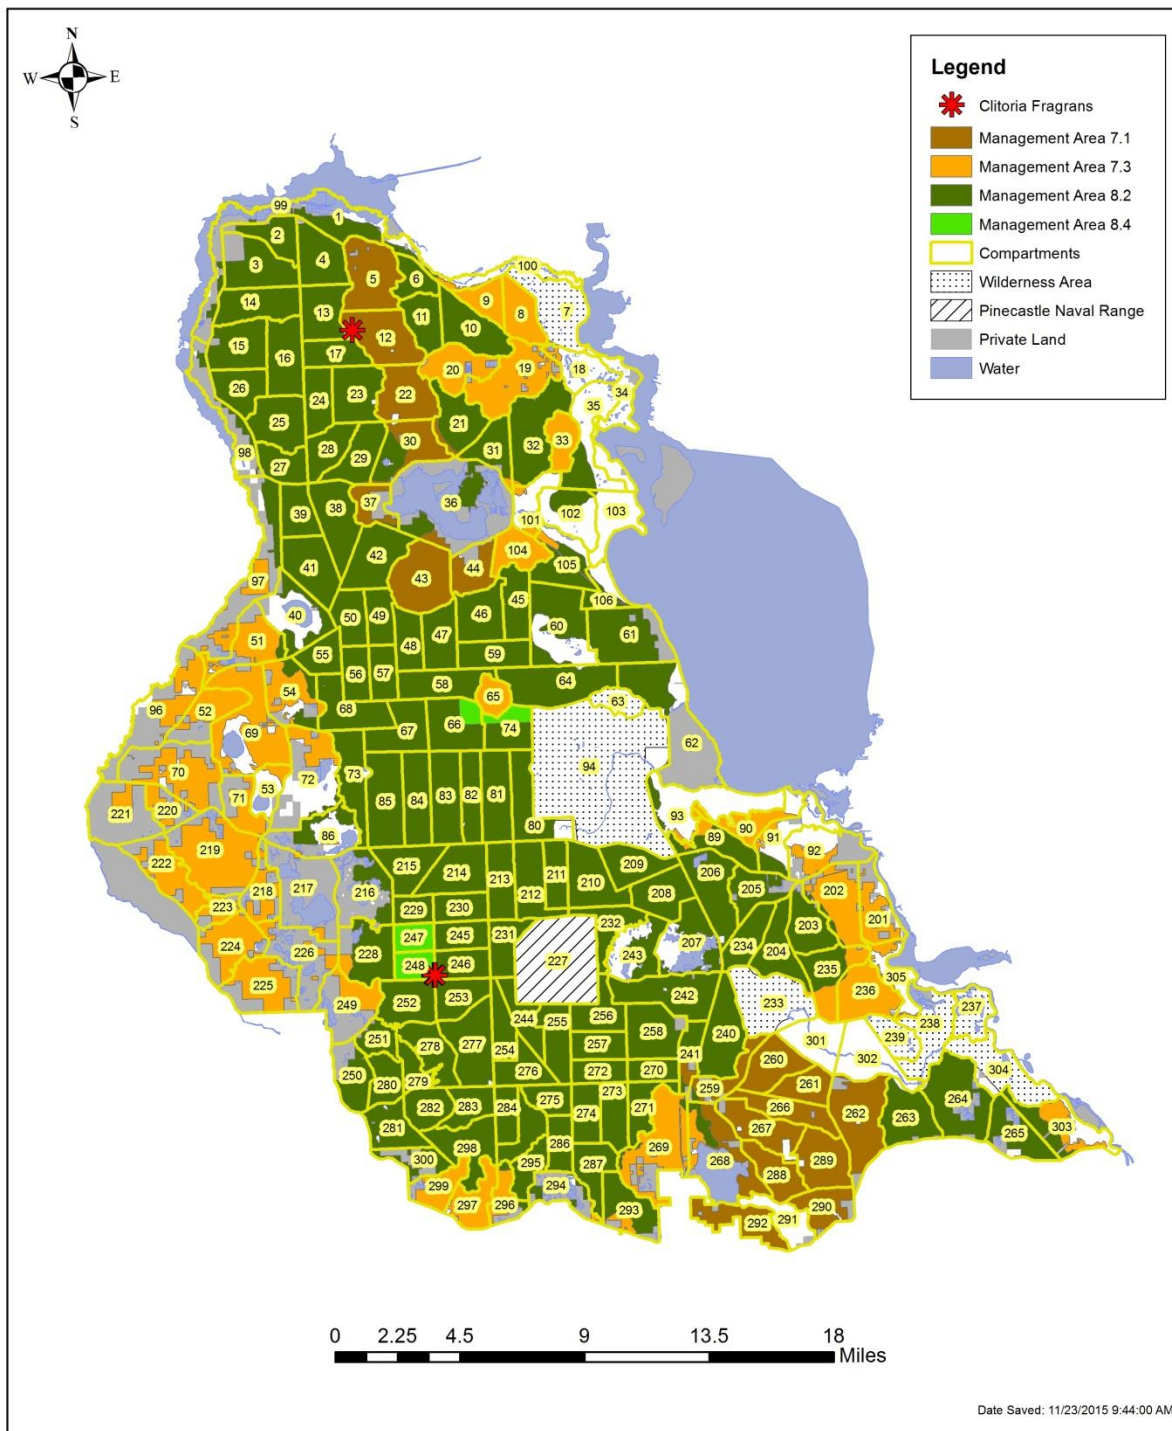 N
W E
S
Legend
Clitoria Fragrans
Management Area 7.1
Management Area 7.3
Management Area 8.2
Management Area 8.4
Compartments
Wilderness Area
Pinecastle Naval Range
Private Land
Water
99 1
2 4 100
3 5 6
14 13 9 8 7
11 10
15 16 17 12
20 19 18
26 24 23 22 35 34
25 21
28 29 30 31 32 33
98 27
39 38 37 36 101 102 103
41 42 43 44 104 105
97
40 50 49 46 45 106
51 55 48 47 60 61
56 57 59
54 58 64
96 52 68 65 63
69 67 66 74 62
70 72 73 94
53 85 84 83 82 81
221 220 71 93 90
86 80 89 91 92
219 215 214 211 209 206
222 217 216 213 212 210 208 205 202
223 218 229 230 201
224 226 228 247 245 231 232 243 207 234 204 203
248 246 227 235
225 249 252 253 242 233 236 305
244 255 256 240 301 239 238 237
251 278 277 254 257 258 241 302
250 280 279 276 272 270 259 260 261 304
281 282 283 284 275 273 271 266 262 263 264
274 267 265 303
300 298 286 269 268 289
295 287 288
299 297 296 294 293 292 291 290
0 2.25 4.5 9 13.5 18
Miles
Date Saved: 11/23/2015 9:44:00 AM